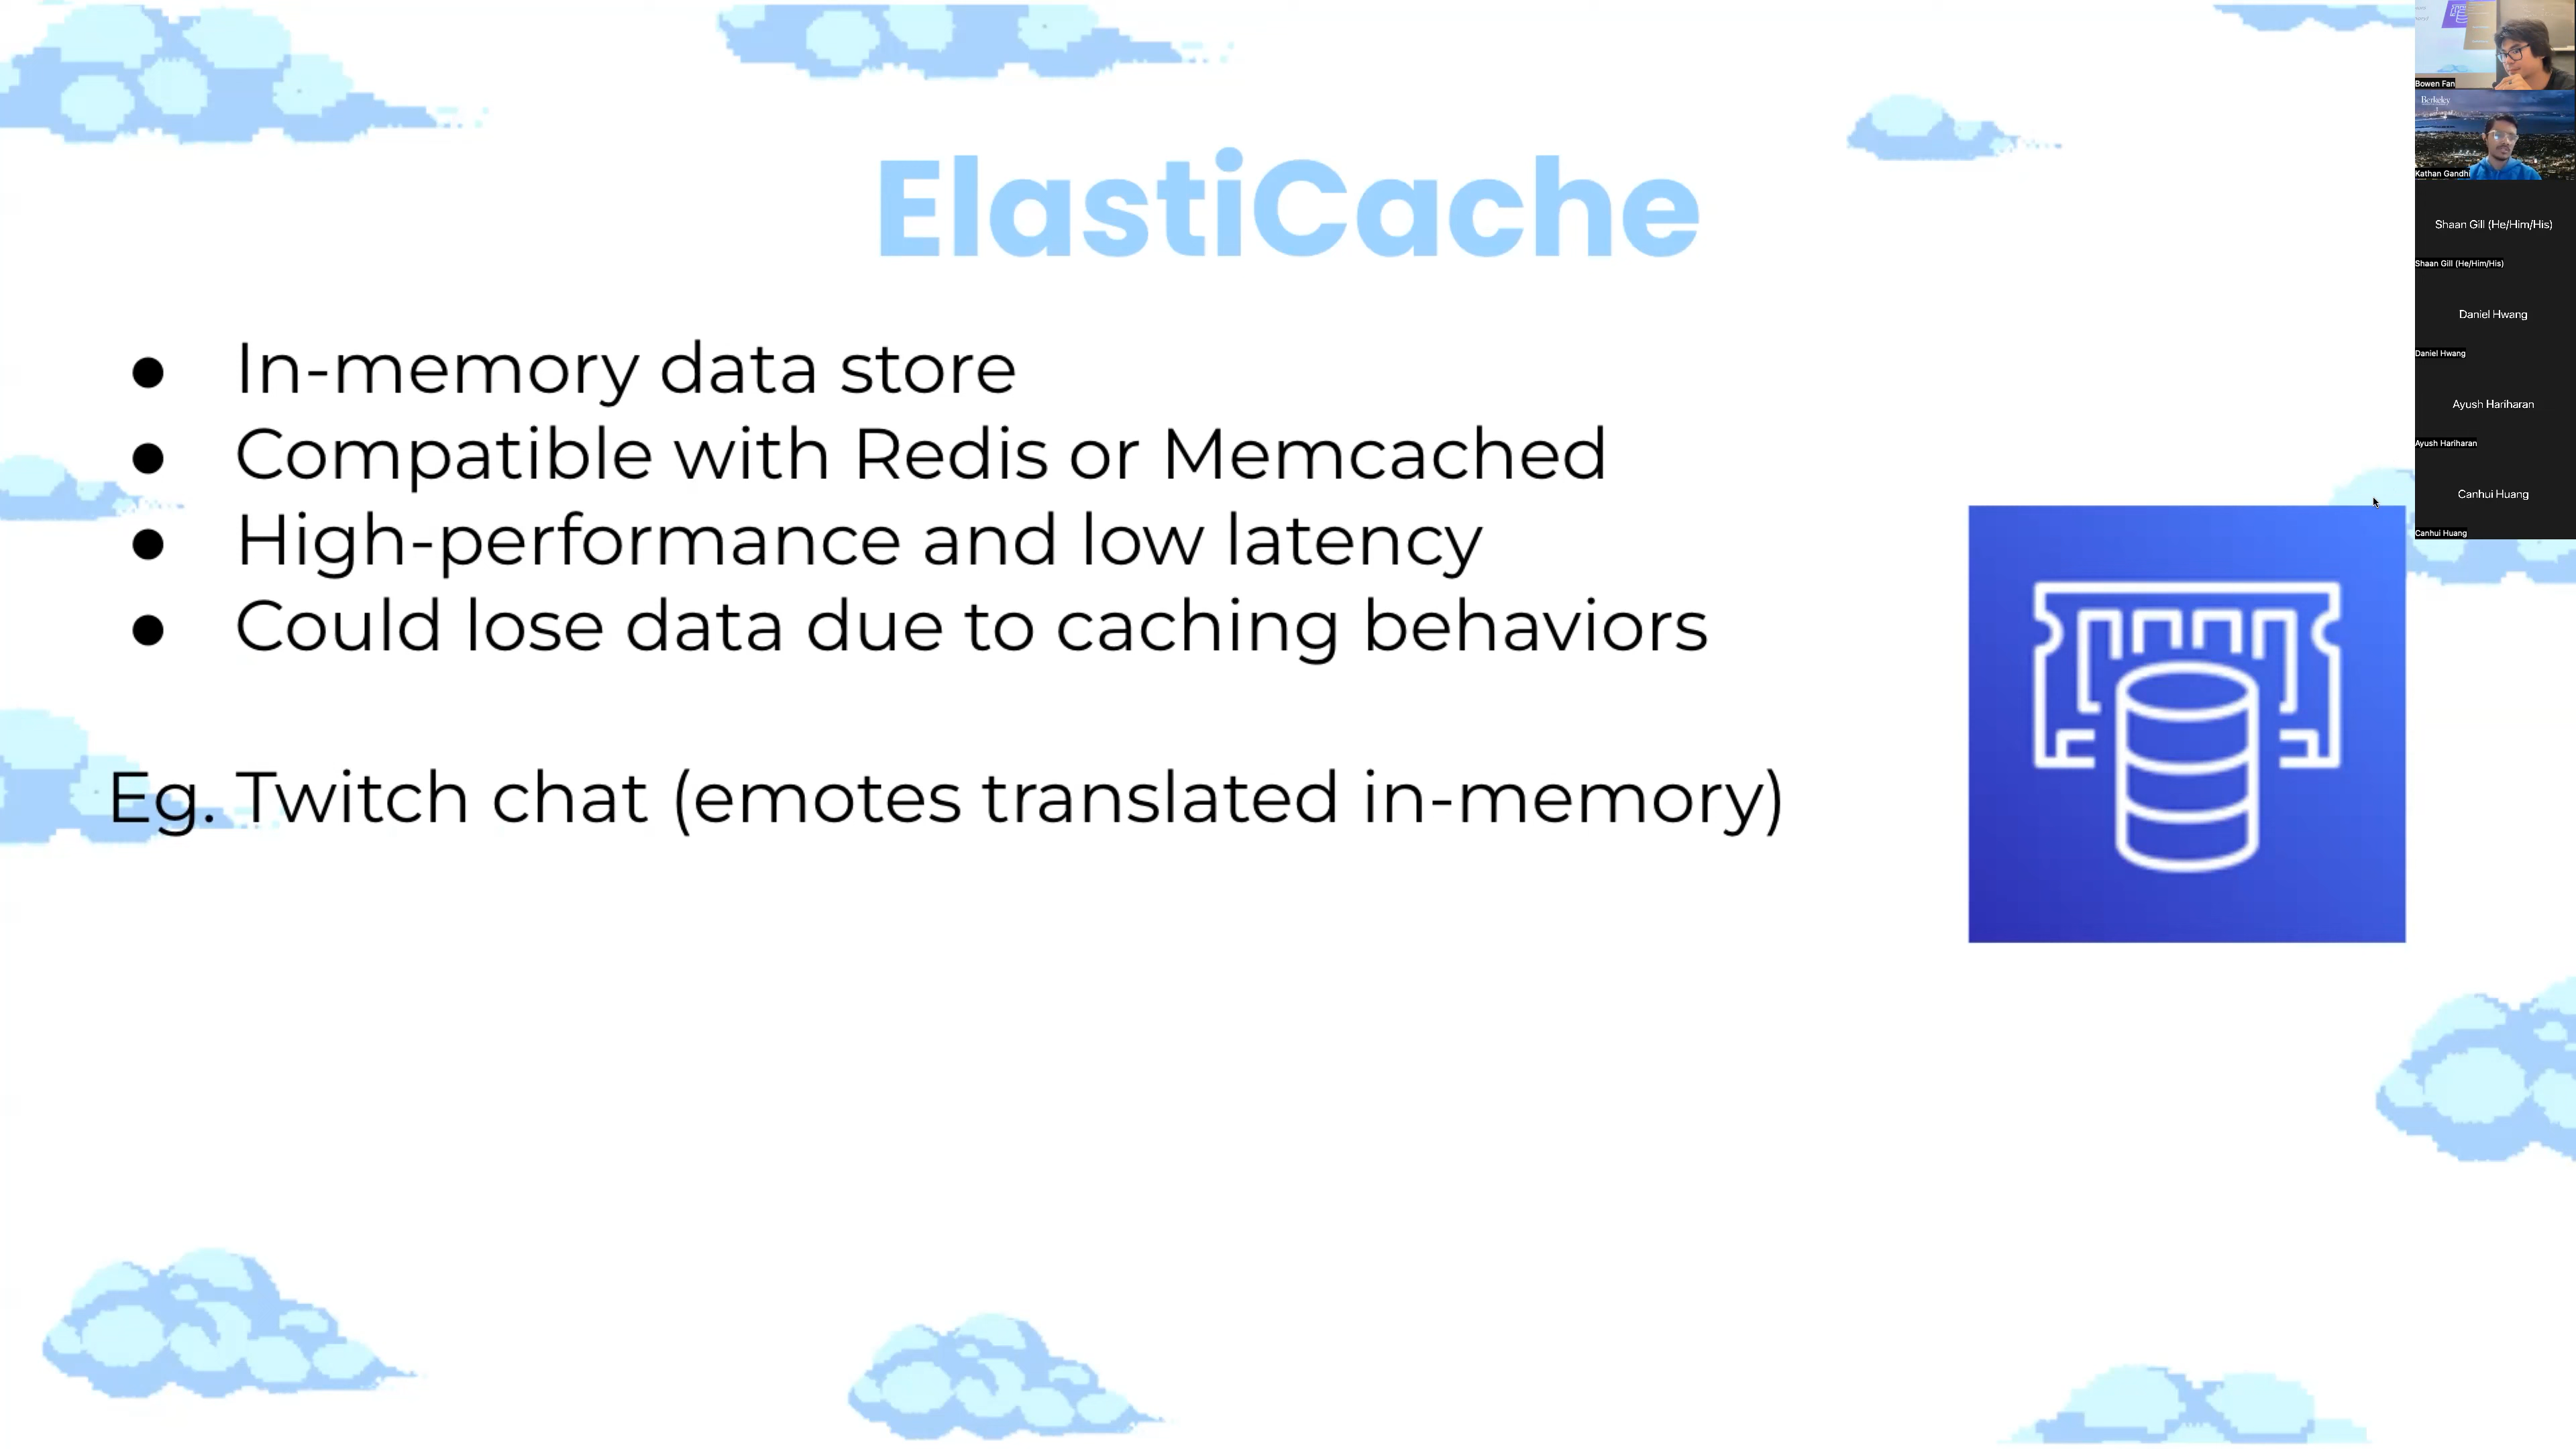 ElastiCache
● In-memory data store
● Compatible with Redis or Memcached
● High-performance and low latency
● Could lose data due to caching behaviors
Eg. Twitch chat (emotes translated in-memory)
Bowen Fan
Berkeley
Kathan Gandhi
Shaan Gill (He/Him/His)
Shaan Gill (He/Him/His)
Daniel Hwang
Daniel Hwang
Ayush Hariharan
Ayush Hariharan
Canhui Huang
Canhui Huang